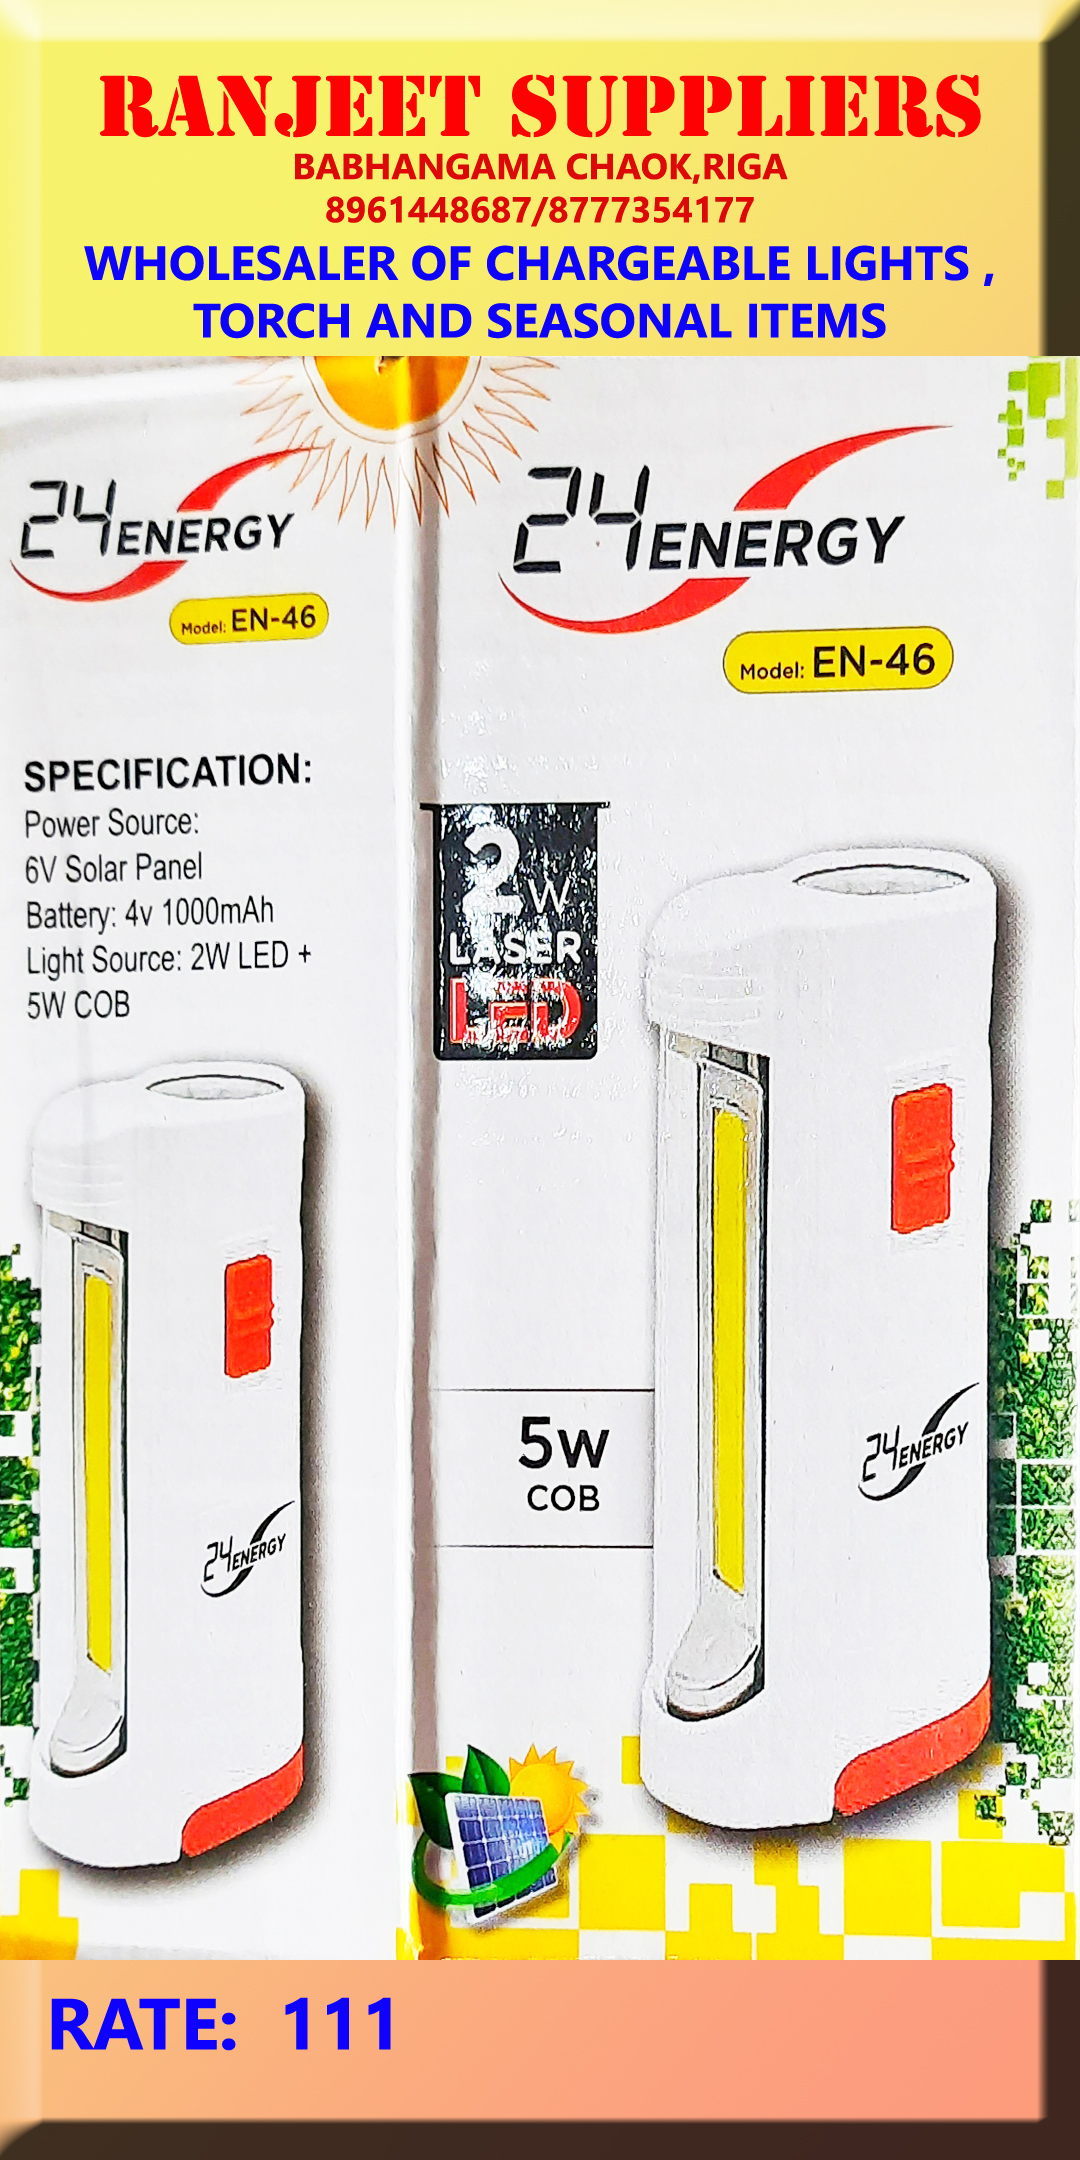 RANJEET SUPPLIERS
BABHANGAMA CHAOK,RIGA
8961448687/8777354177
WHOLESALER OF CHARGEABLE LIGHTS ,
TORCH AND SEASONAL ITEMS
24ENERGY
Model: EN-46
SPECIFICATION:
Power Source:
6V Solar Panel
Battery: 4v 1000mAh
Light Source: 2W LED +
5W COB
24ENERGY
24ENERGY
Model: EN-46
2W
LASER
LED
5W
COB
24ENERGY
RATE: 111